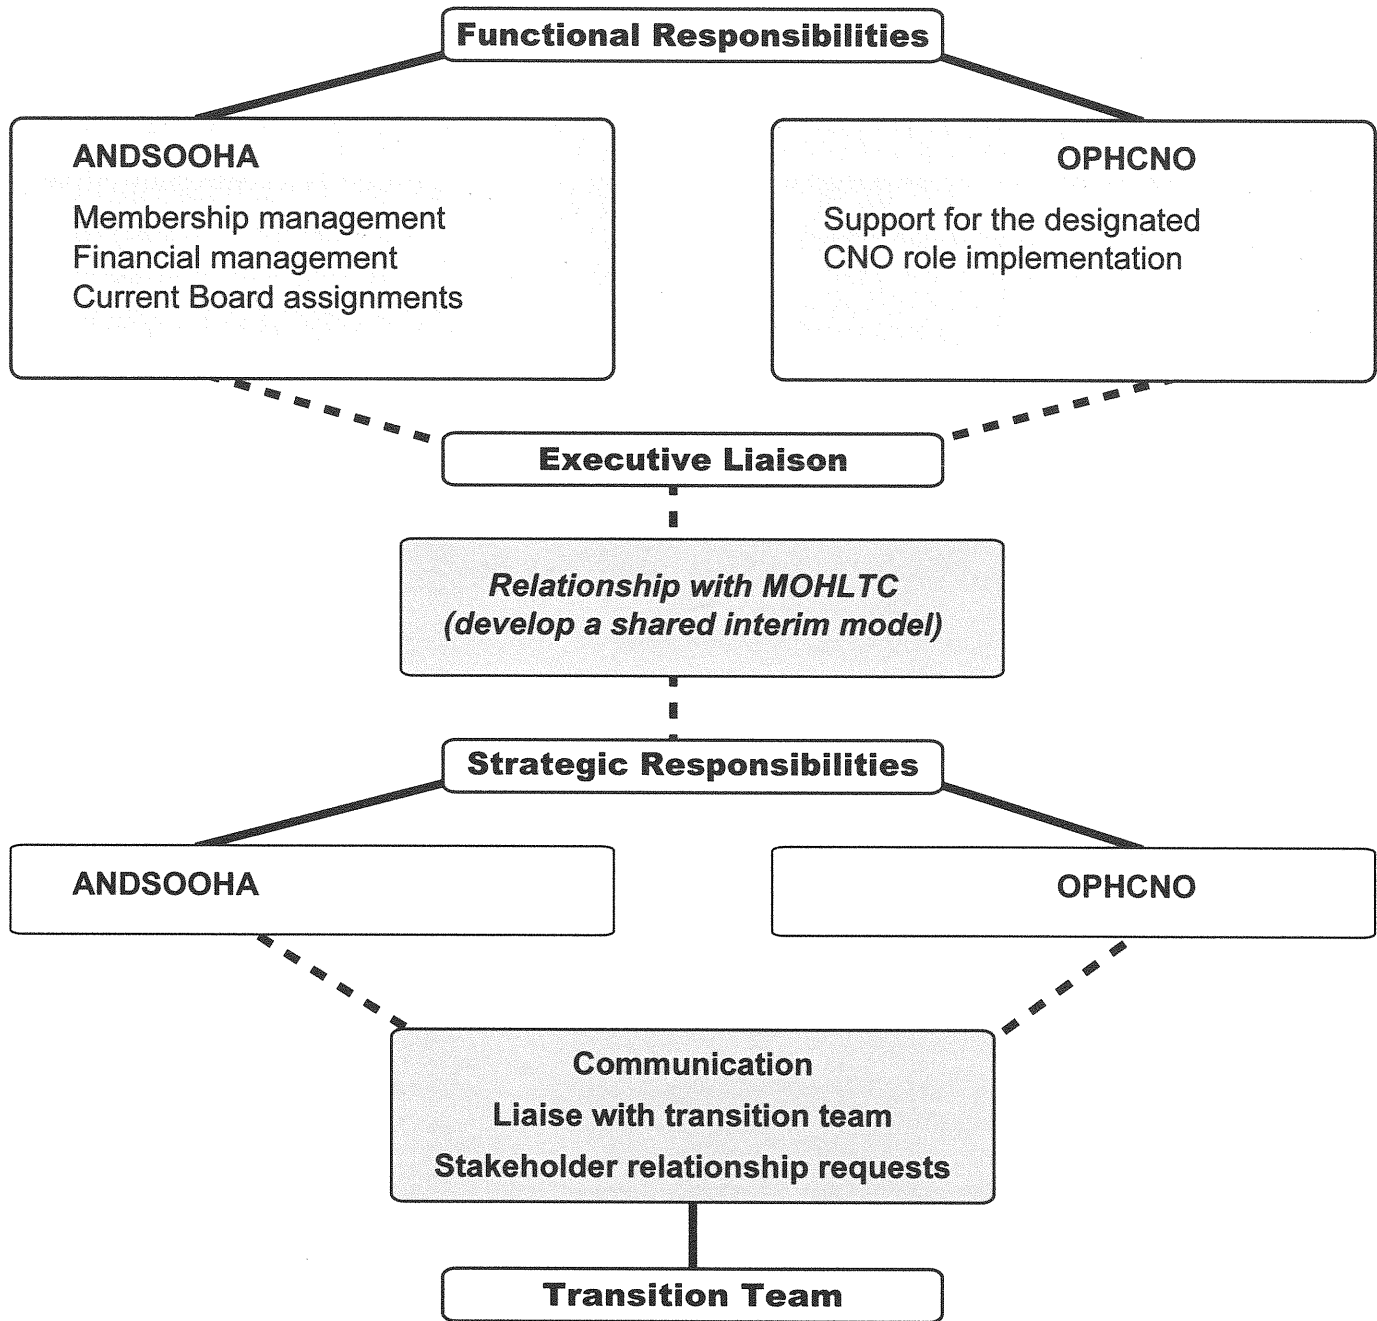 Functional Responsibilities
ANDSOOHA
Membership management
Financial management
Current Board assignments
OPHCNO
Support for the designated
CNO role implementation
Executive Liaison
Relationship with MOHLTC
(develop a shared interim model)
Strategic Responsibilities
ANDSOOHA
OPHCNO
Communication
Liaise with transition team
Stakeholder relationship requests
Transition Team